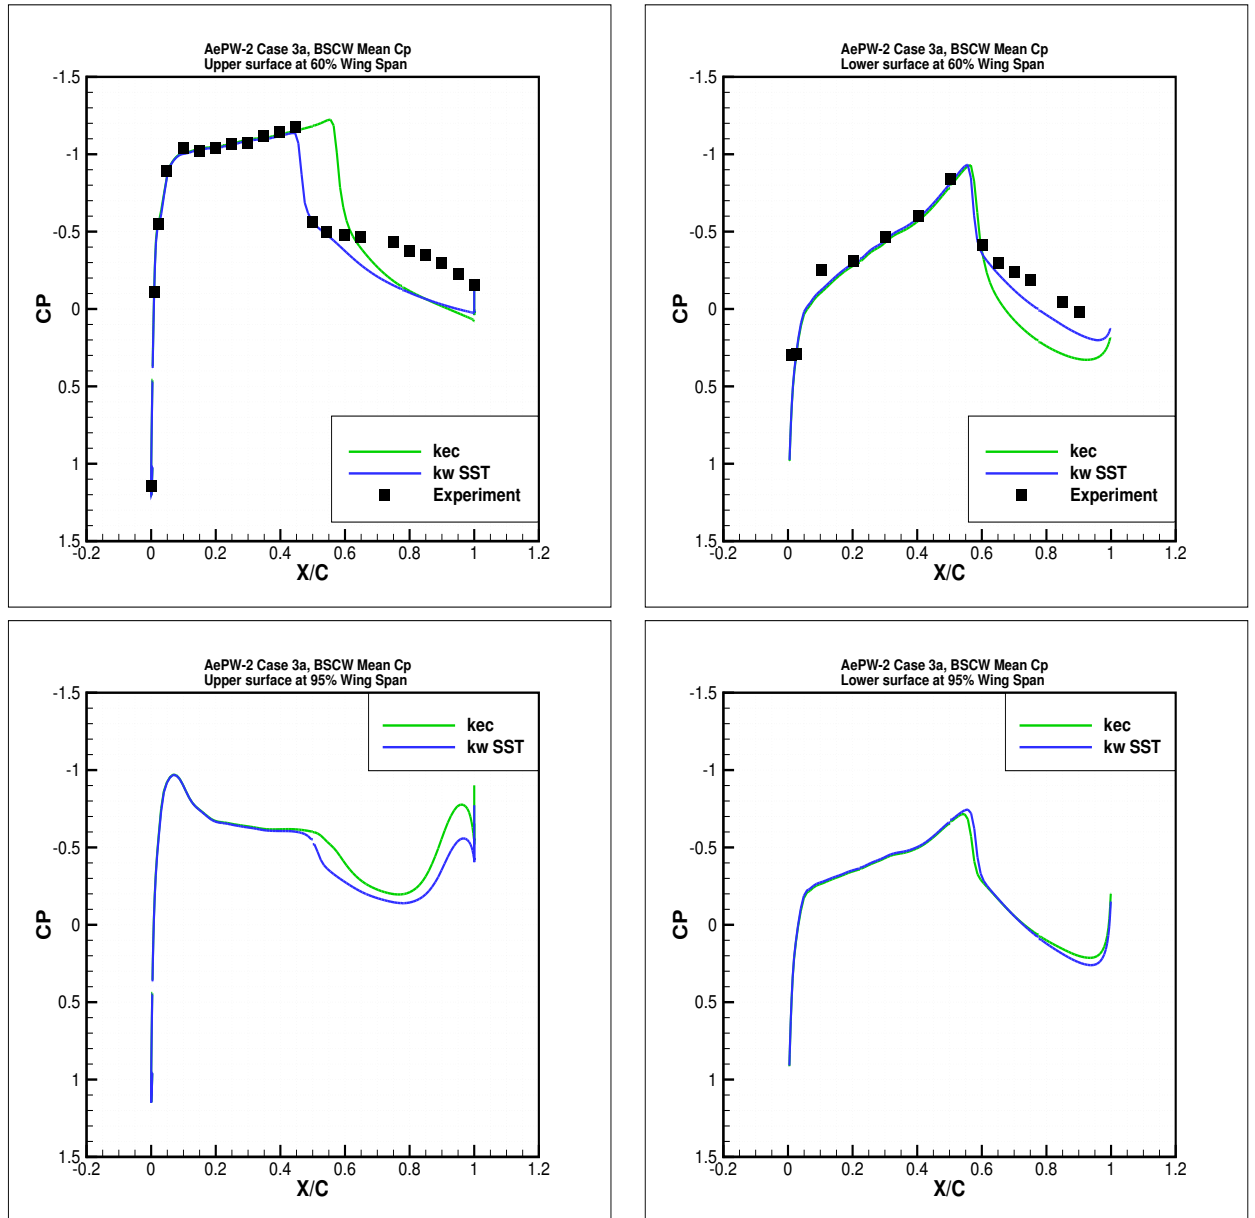 AePW-2 Case 3a, BSCW Mean Cp
Upper surface at 60% Wing Span
-1.5
-1
-0.5
0
0.5
1
1.5
CP
kec
kw SST
Experiment
-0.2 0 0.2 0.4 0.6 0.8 1 1.2
X/C
AePW-2 Case 3a, BSCW Mean Cp
Lower surface at 60% Wing Span
-1.5
-1
-0.5
0
0.5
1
1.5
CP
kec
kw SST
Experiment
-0.2 0 0.2 0.4 0.6 0.8 1 1.2
X/C
AePW-2 Case 3a, BSCW Mean Cp
Upper surface at 95% Wing Span
-1.5
-1
-0.5
0
0.5
1
1.5
CP
kec
kw SST
-0.2 0 0.2 0.4 0.6 0.8 1 1.2
X/C
AePW-2 Case 3a, BSCW Mean Cp
Lower surface at 95% Wing Span
-1.5
-1
-0.5
0
0.5
1
1.5
CP
kec
kw SST
-0.2 0 0.2 0.4 0.6 0.8 1 1.2
X/C